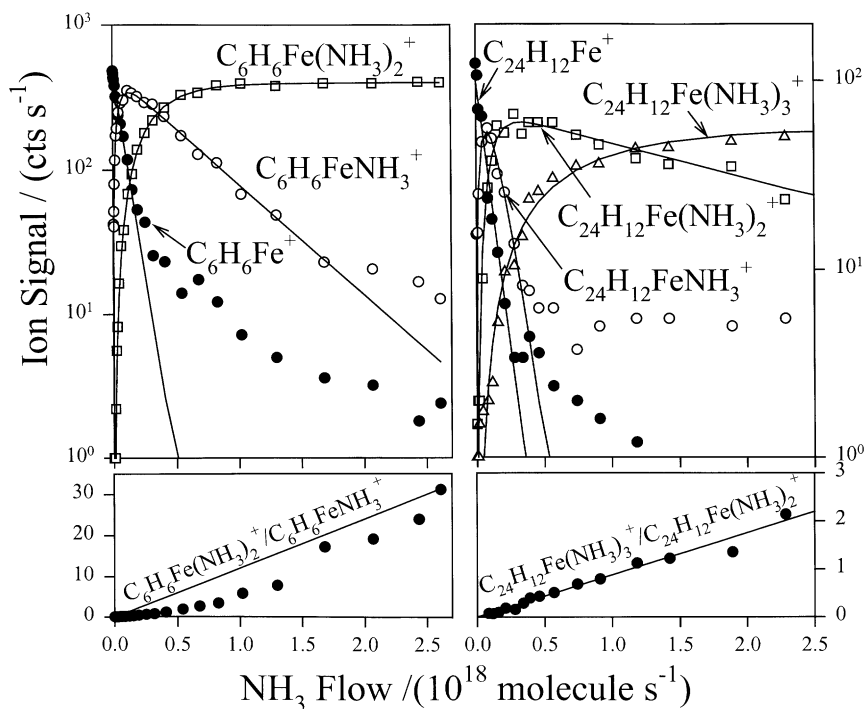 Ion Signal / (cts s⁻¹)
10³
10²
10¹
10⁰
C₆H₆Fe(NH₃)₂⁺
C₆H₆FeNH₃⁺
C₆H₆Fe⁺
C₂₄H₁₂Fe⁺
C₂₄H₁₂Fe(NH₃)₃⁺
C₂₄H₁₂Fe(NH₃)₂⁺
C₂₄H₁₂FeNH₃⁺
10²
10¹
10⁰
30
20
10
0
C₆H₆Fe(NH₃)₂⁺/C₆H₆FeNH₃⁺
0.0 0.5 1.0 1.5 2.0 2.5
C₂₄H₁₂Fe(NH₃)₃⁺/C₂₄H₁₂Fe(NH₃)₂⁺
3
2
1
0
0.0 0.5 1.0 1.5 2.0 2.5
NH₃ Flow /(10¹⁸ molecule s⁻¹)